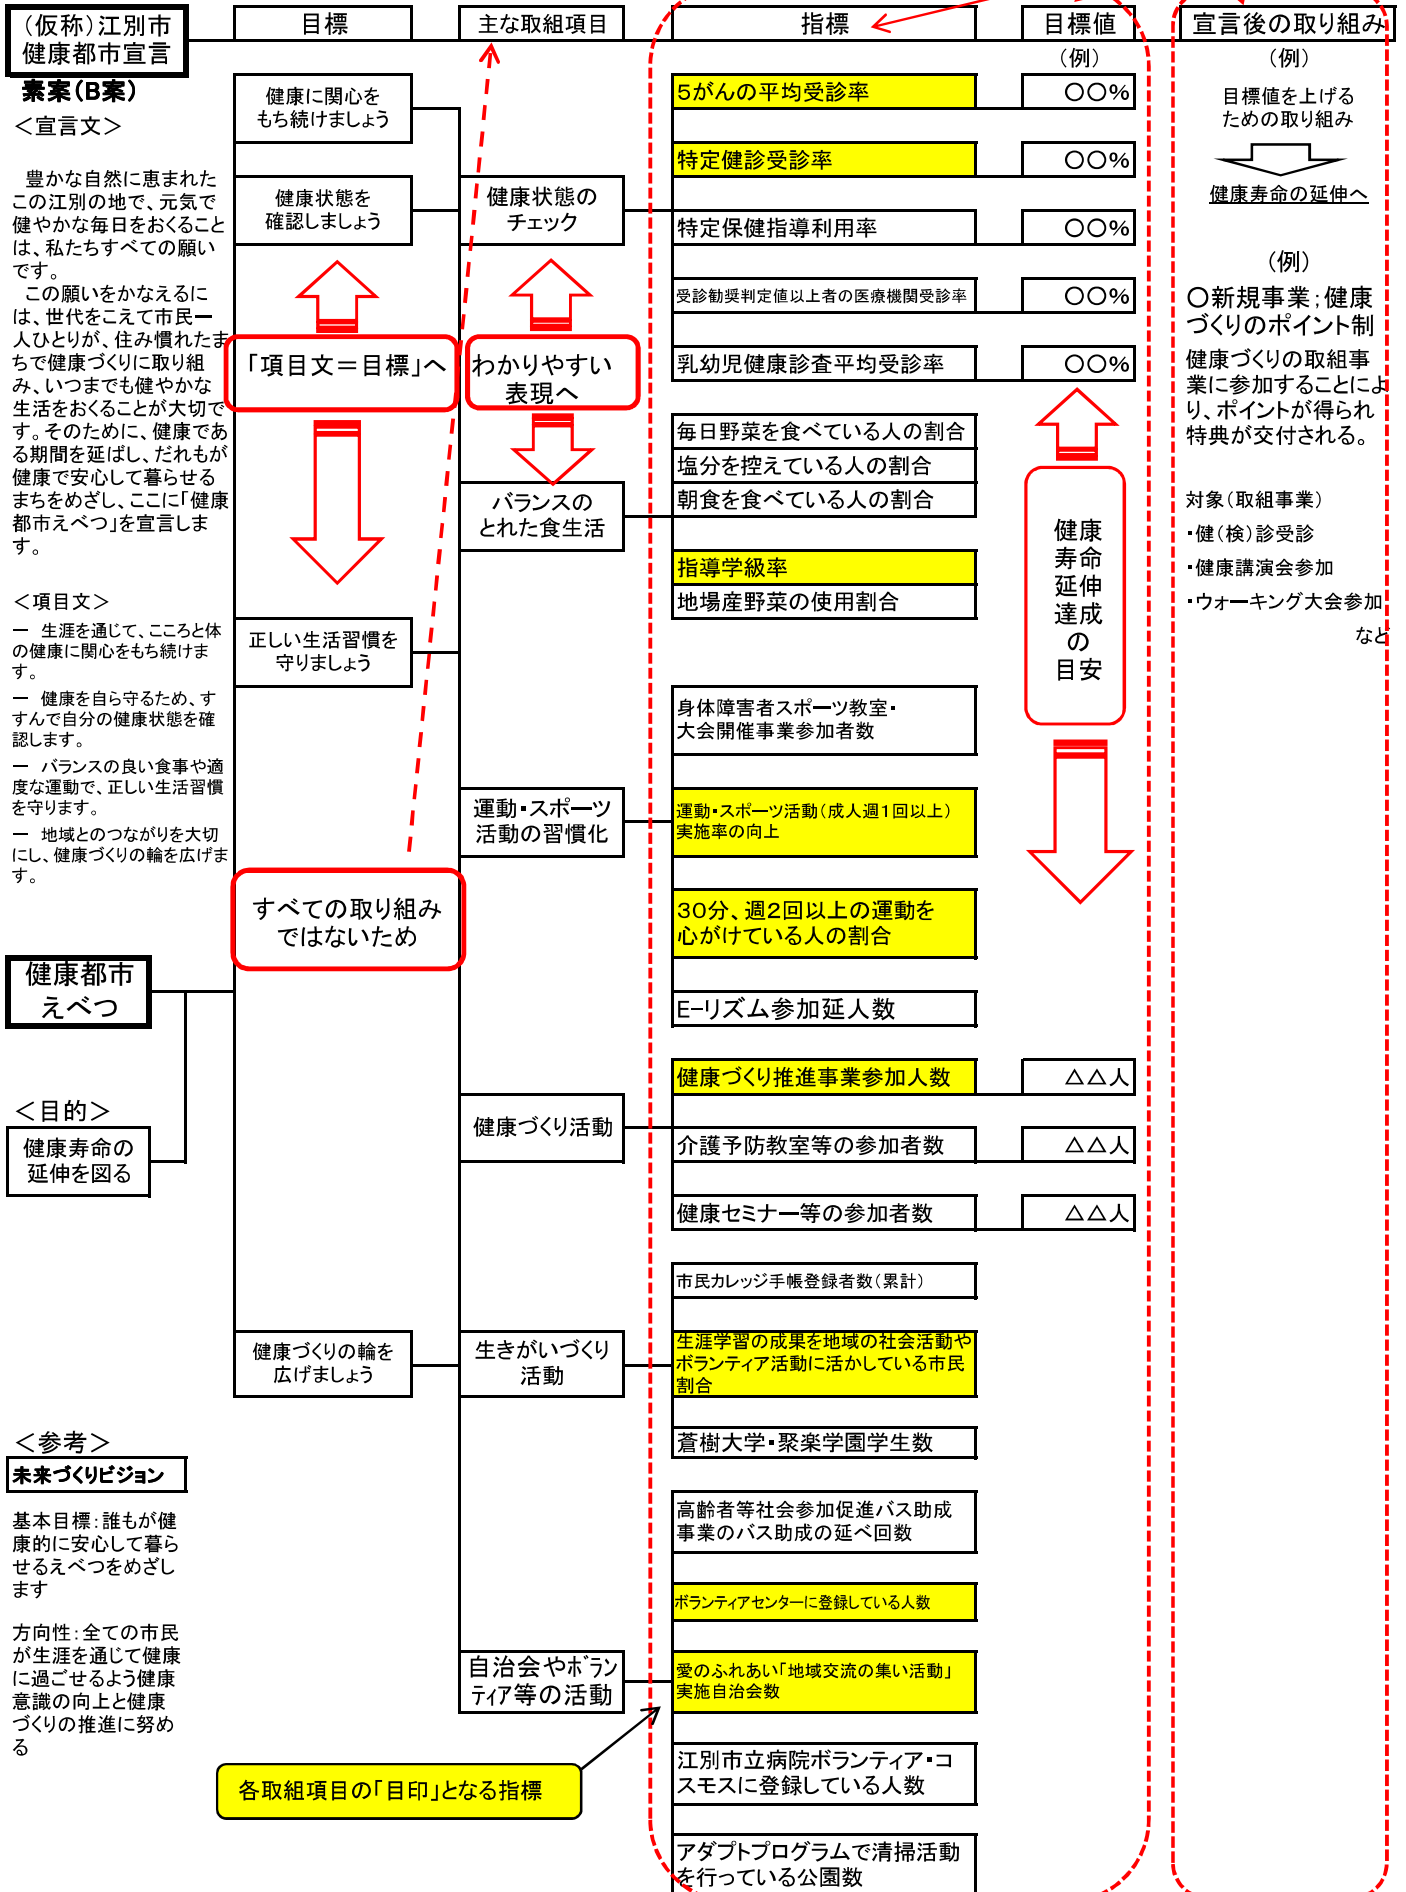 （仮称）江別市
健康都市宣言
素案（B案）
＜宣言文＞
豊かな自然に恵まれた
この江別の地で、元気で
健やかな毎日をおくること
は、私たちすべての願い
です。
この願いをかなえるに
は、世代をこえて市民一
人ひとりが、住み慣れたま
ちで健康づくりに取り組
み、いつまでも健やかな
生活をおくることが大切で
す。そのために、健康であ
る期間を延ばし、だれもが
健康で安心して暮らせる
まちをめざし、ここに「健康
都市えべつ」を宣言しま
す。
＜項目文＞
ー　生涯を通じて、こころと体
の健康に関心をもち続けま
す。
ー　健康を自ら守るため、す
すんで自分の健康状態を確
認します。
ー　バランスの良い食事や適
度な運動で、正しい生活習慣
を守ります。
ー　地域とのつながりを大切
にし、健康づくりの輪を広げま
す。
健康都市
えべつ
＜目的＞
健康寿命の
延伸を図る
＜参考＞
未来づくりビジョン
基本目標：誰もが健
康的に安心して暮ら
せるえべつをめざし
ます
方向性：全ての市民
が生涯を通じて健康
に過ごせるよう健康
意識の向上と健康
づくりの推進に努め
る
目標
健康に関心を
もち続けましょう
健康状態を
確認しましょう
「項目文＝目標」へ
正しい生活習慣を
守りましょう
すべての取り組み
ではないため
健康づくりの輪を
広げましょう
主な取組項目
健康状態の
チェック
わかりやすい
表現へ
バランスの
とれた食生活
運動・スポーツ
活動の習慣化
健康づくり活動
生きがいづくり
活動
自治会やボラン
ティア等の活動
各取組項目の「目印」となる指標
指標
5がんの平均受診率
特定健診受診率
特定保健指導利用率
受診勧奨判定値以上者の医療機関受診率
乳幼児健康診査平均受診率
毎日野菜を食べている人の割合
塩分を控えている人の割合
朝食を食べている人の割合
指導学級率
地場産野菜の使用割合
身体障害者スポーツ教室・
大会開催事業参加者数
運動・スポーツ活動（成人週1回以上）
実施率の向上
30分、週2回以上の運動を
心がけている人の割合
E－リズム参加延人数
健康づくり推進事業参加人数
介護予防教室等の参加者数
健康セミナー等の参加者数
市民カレッジ手帳登録者数（累計）
生涯学習の成果を地域の社会活動や
ボランティア活動に活かしている市民
割合
蒼樹大学・聚楽学園学生数
高齢者等社会参加促進バス助成
事業のバス助成の延べ回数
ボランティアセンターに登録している人数
愛のふれあい「地域交流の集い活動」
実施自治会数
江別市立病院ボランティア・コ
スモスに登録している人数
アダプトプログラムで清掃活動
を行っている公園数
目標値
（例）
〇〇%
〇〇%
〇〇%
〇〇%
〇〇%
健康
寿命
延伸
達成
の
目安
△△人
△△人
△△人
宣言後の取り組み
（例）
目標値を上げる
ための取り組み
健康寿命の延伸へ
（例）
〇新規事業；健康
づくりのポイント制
健康づくりの取組事
業に参加することによ
り、ポイントが得られ
特典が交付される。
対象（取組事業）
・健（検）診受診
・健康講演会参加
・ウォーキング大会参加
など